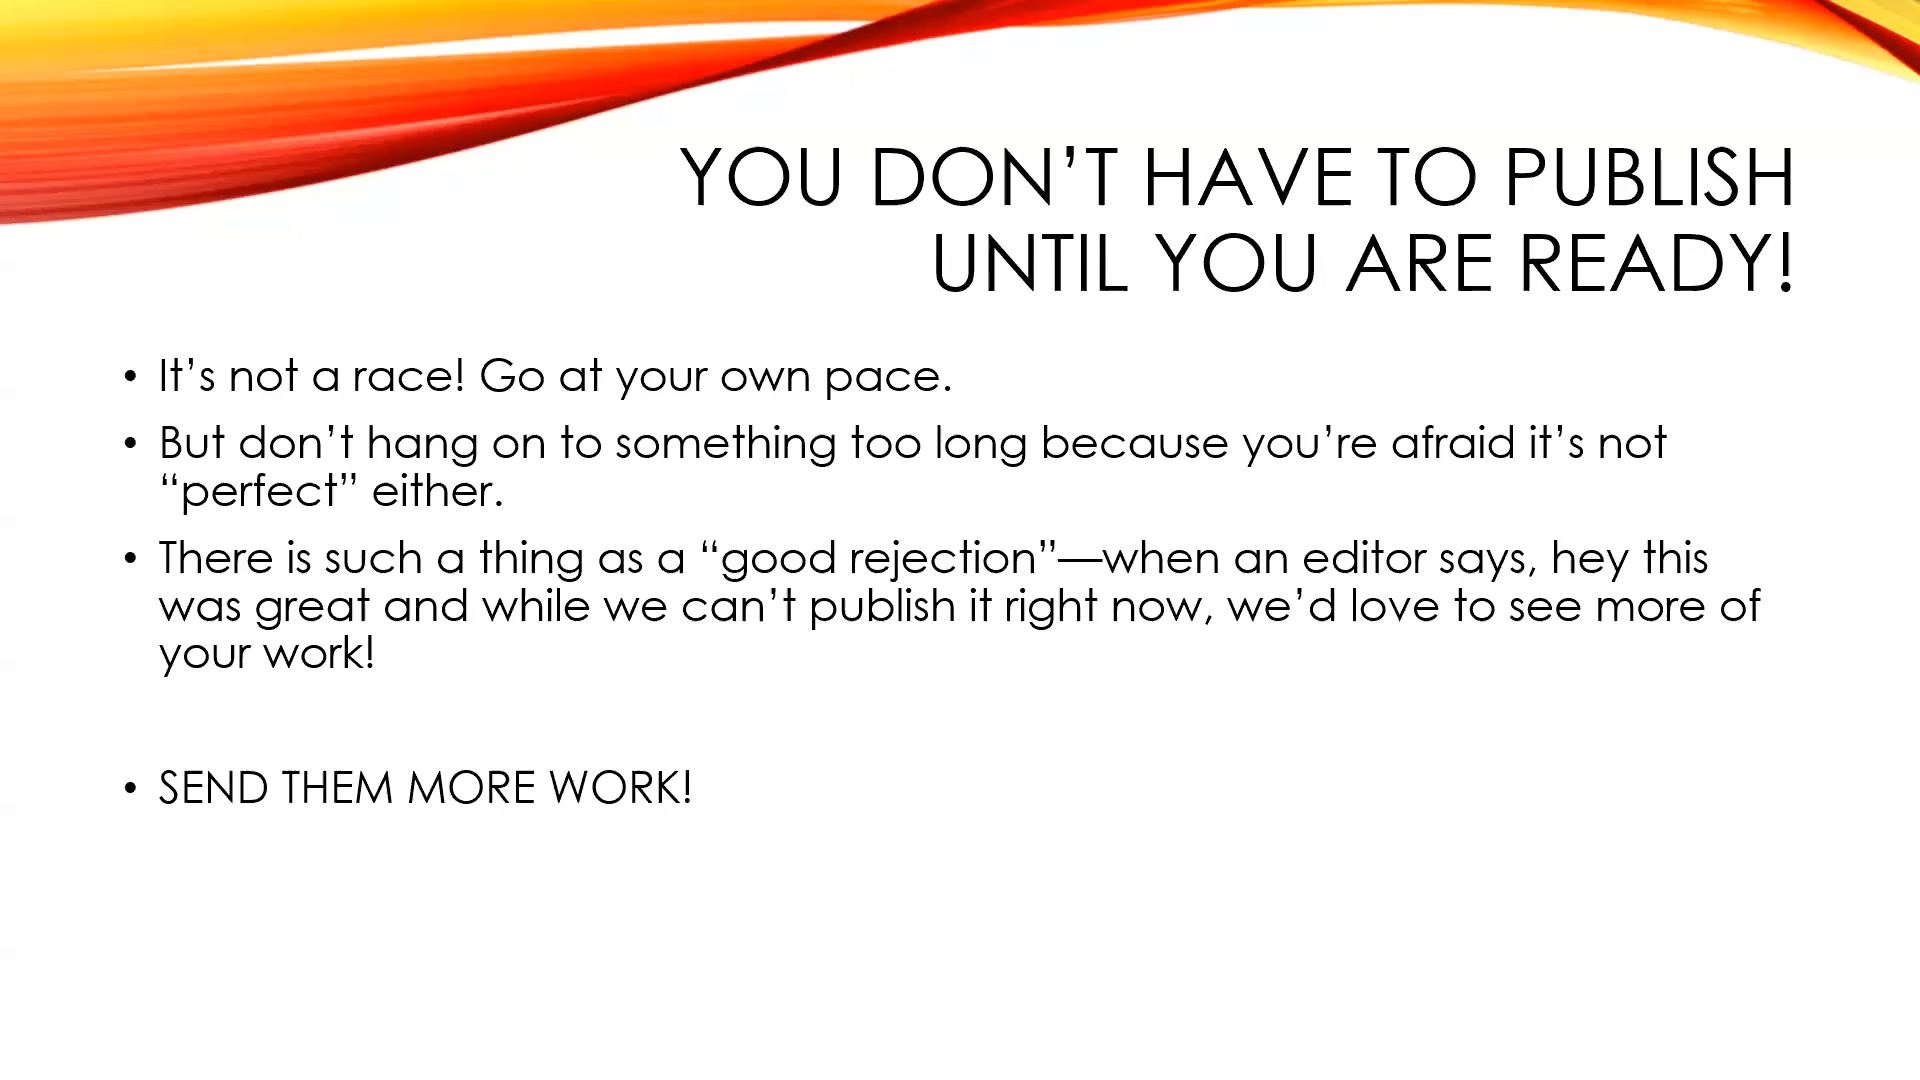 YOU DON’T HAVE TO PUBLISH
UNTIL YOU ARE READY!
• It’s not a race! Go at your own pace.
• But don’t hang on to something too long because you’re afraid it’s not
“perfect” either.
• There is such a thing as a “good rejection”—when an editor says, hey this
was great and while we can’t publish it right now, we’d love to see more of
your work!
• SEND THEM MORE WORK!